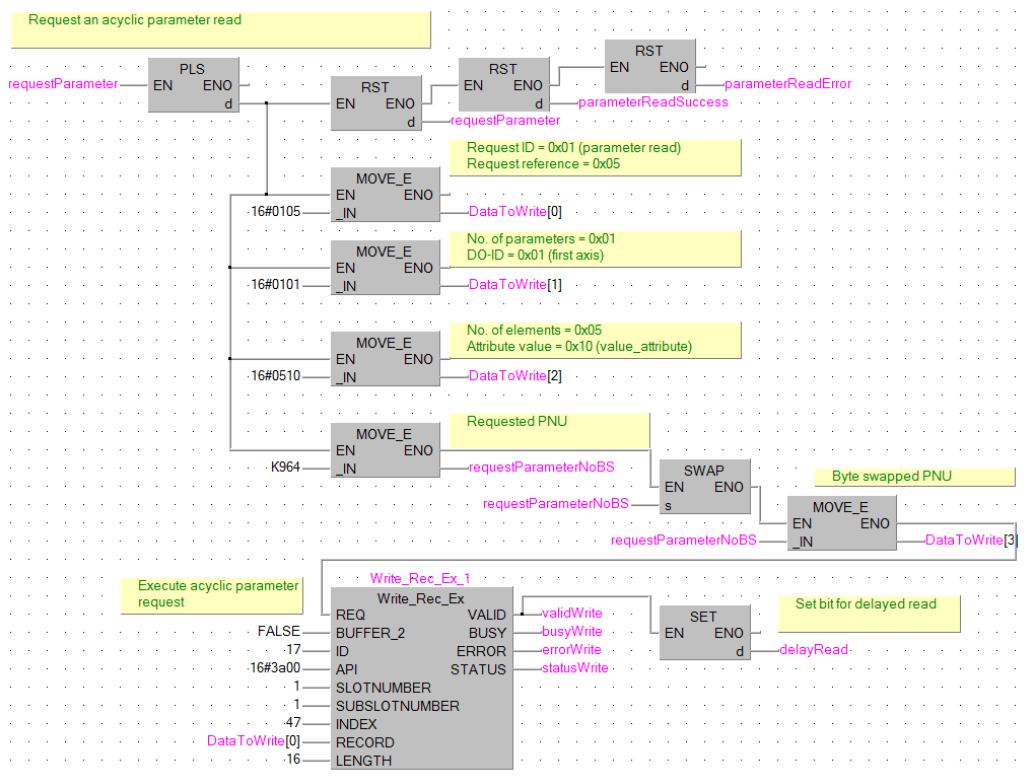 Request an acyclic parameter read
PLS
requestParameter EN ENO
d
RST
EN ENO
d requestParameter
RST
EN ENO
d parameterReadSuccess
RST
EN ENO
d parameterReadError
Request ID = 0x01 (parameter read)
Request reference = 0x05
MOVE_E
EN ENO
16#0105 _IN DataToWrite[0]
No. of parameters = 0x01
DO-ID = 0x01 (first axis)
MOVE_E
EN ENO
16#0101 _IN DataToWrite[1]
No. of elements = 0x05
Attribute value = 0x10 (value_attribute)
MOVE_E
EN ENO
16#0510 _IN DataToWrite[2]
Requested PNU
MOVE_E
EN ENO
K964 _IN requestParameterNoBS
SWAP
EN ENO
requestParameterNoBS s
Byte swapped PNU
MOVE_E
EN ENO
requestParameterNoBS _IN DataToWrite[3]
Execute acyclic parameter
request
Write_Rec_Ex_1
Write_Rec_Ex
REQ VALID validWrite
FALSE BUFFER_2 BUSY busyWrite
17 ID ERROR errorWrite
16#3a00 API STATUS statusWrite
1 SLOTNUMBER
1 SUBSLOTNUMBER
47 INDEX
DataToWrite[0] RECORD
16 LENGTH
SET
EN ENO
d delayRead
Set bit for delayed read